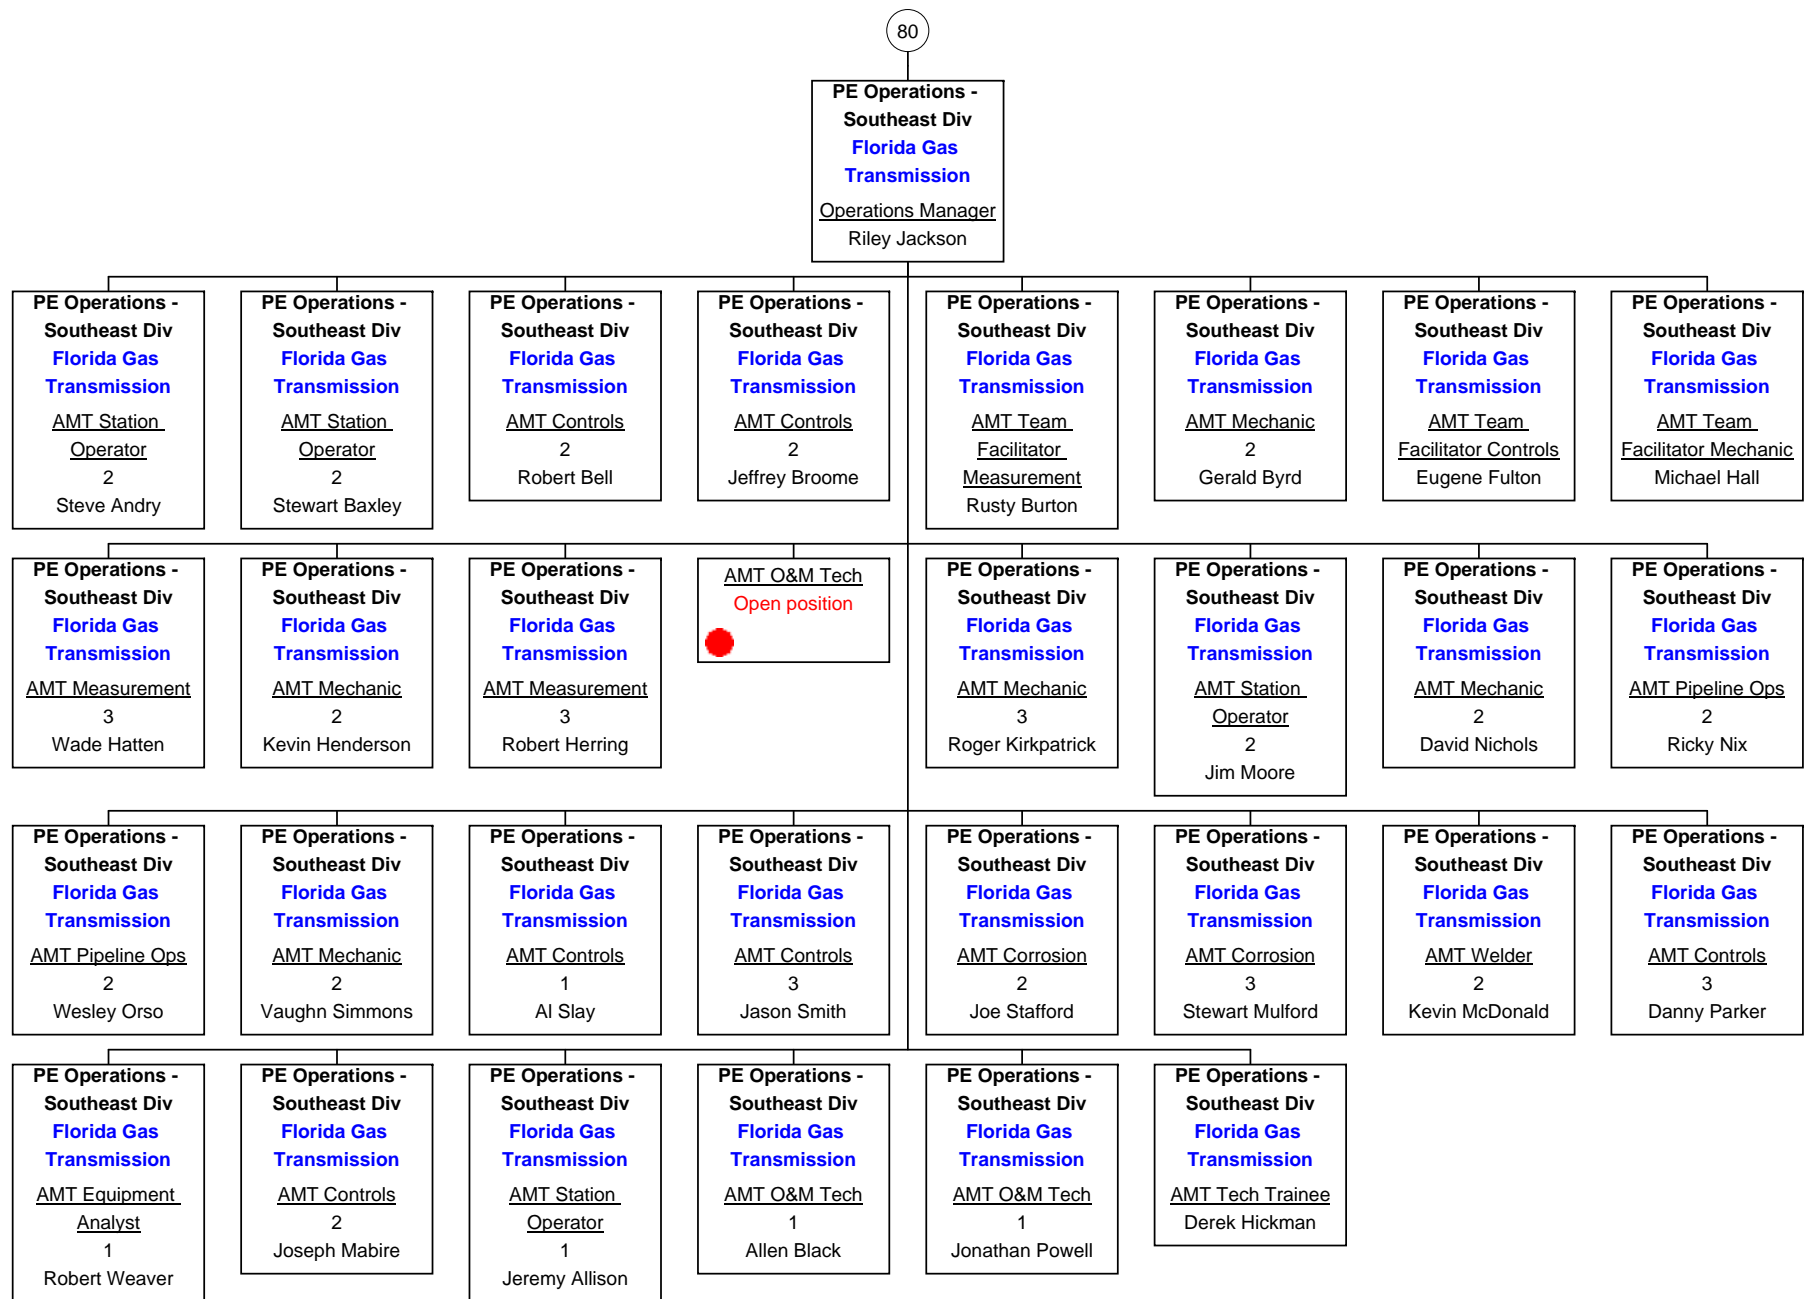 80
PE Operations -
Southeast Div
Florida Gas
Transmission
Operations Manager
Riley Jackson
PE Operations -
Southeast Div
Florida Gas
Transmission
AMT Station
Operator
2
Steve Andry
PE Operations -
Southeast Div
Florida Gas
Transmission
AMT Station
Operator
2
Stewart Baxley
PE Operations -
Southeast Div
Florida Gas
Transmission
AMT Controls
2
Robert Bell
PE Operations -
Southeast Div
Florida Gas
Transmission
AMT Controls
2
Jeffrey Broome
PE Operations -
Southeast Div
Florida Gas
Transmission
AMT Team
Facilitator
Measurement
Rusty Burton
PE Operations -
Southeast Div
Florida Gas
Transmission
AMT Mechanic
2
Gerald Byrd
PE Operations -
Southeast Div
Florida Gas
Transmission
AMT Team
Facilitator Controls
Eugene Fulton
PE Operations -
Southeast Div
Florida Gas
Transmission
AMT Team
Facilitator Mechanic
Michael Hall
PE Operations -
Southeast Div
Florida Gas
Transmission
AMT Measurement
3
Wade Hatten
PE Operations -
Southeast Div
Florida Gas
Transmission
AMT Mechanic
2
Kevin Henderson
PE Operations -
Southeast Div
Florida Gas
Transmission
AMT Measurement
3
Robert Herring
AMT O&M Tech
Open position
PE Operations -
Southeast Div
Florida Gas
Transmission
AMT Mechanic
3
Roger Kirkpatrick
PE Operations -
Southeast Div
Florida Gas
Transmission
AMT Station
Operator
2
Jim Moore
PE Operations -
Southeast Div
Florida Gas
Transmission
AMT Mechanic
2
David Nichols
PE Operations -
Southeast Div
Florida Gas
Transmission
AMT Pipeline Ops
2
Ricky Nix
PE Operations -
Southeast Div
Florida Gas
Transmission
AMT Pipeline Ops
2
Wesley Orso
PE Operations -
Southeast Div
Florida Gas
Transmission
AMT Mechanic
2
Vaughn Simmons
PE Operations -
Southeast Div
Florida Gas
Transmission
AMT Controls
1
Al Slay
PE Operations -
Southeast Div
Florida Gas
Transmission
AMT Controls
3
Jason Smith
PE Operations -
Southeast Div
Florida Gas
Transmission
AMT Corrosion
2
Joe Stafford
PE Operations -
Southeast Div
Florida Gas
Transmission
AMT Corrosion
3
Stewart Mulford
PE Operations -
Southeast Div
Florida Gas
Transmission
AMT Welder
2
Kevin McDonald
PE Operations -
Southeast Div
Florida Gas
Transmission
AMT Controls
3
Danny Parker
PE Operations -
Southeast Div
Florida Gas
Transmission
AMT Equipment
Analyst
1
Robert Weaver
PE Operations -
Southeast Div
Florida Gas
Transmission
AMT Controls
2
Joseph Mabire
PE Operations -
Southeast Div
Florida Gas
Transmission
AMT Station
Operator
1
Jeremy Allison
PE Operations -
Southeast Div
Florida Gas
Transmission
AMT O&M Tech
1
Allen Black
PE Operations -
Southeast Div
Florida Gas
Transmission
AMT O&M Tech
1
Jonathan Powell
PE Operations -
Southeast Div
Florida Gas
Transmission
AMT Tech Trainee
Derek Hickman